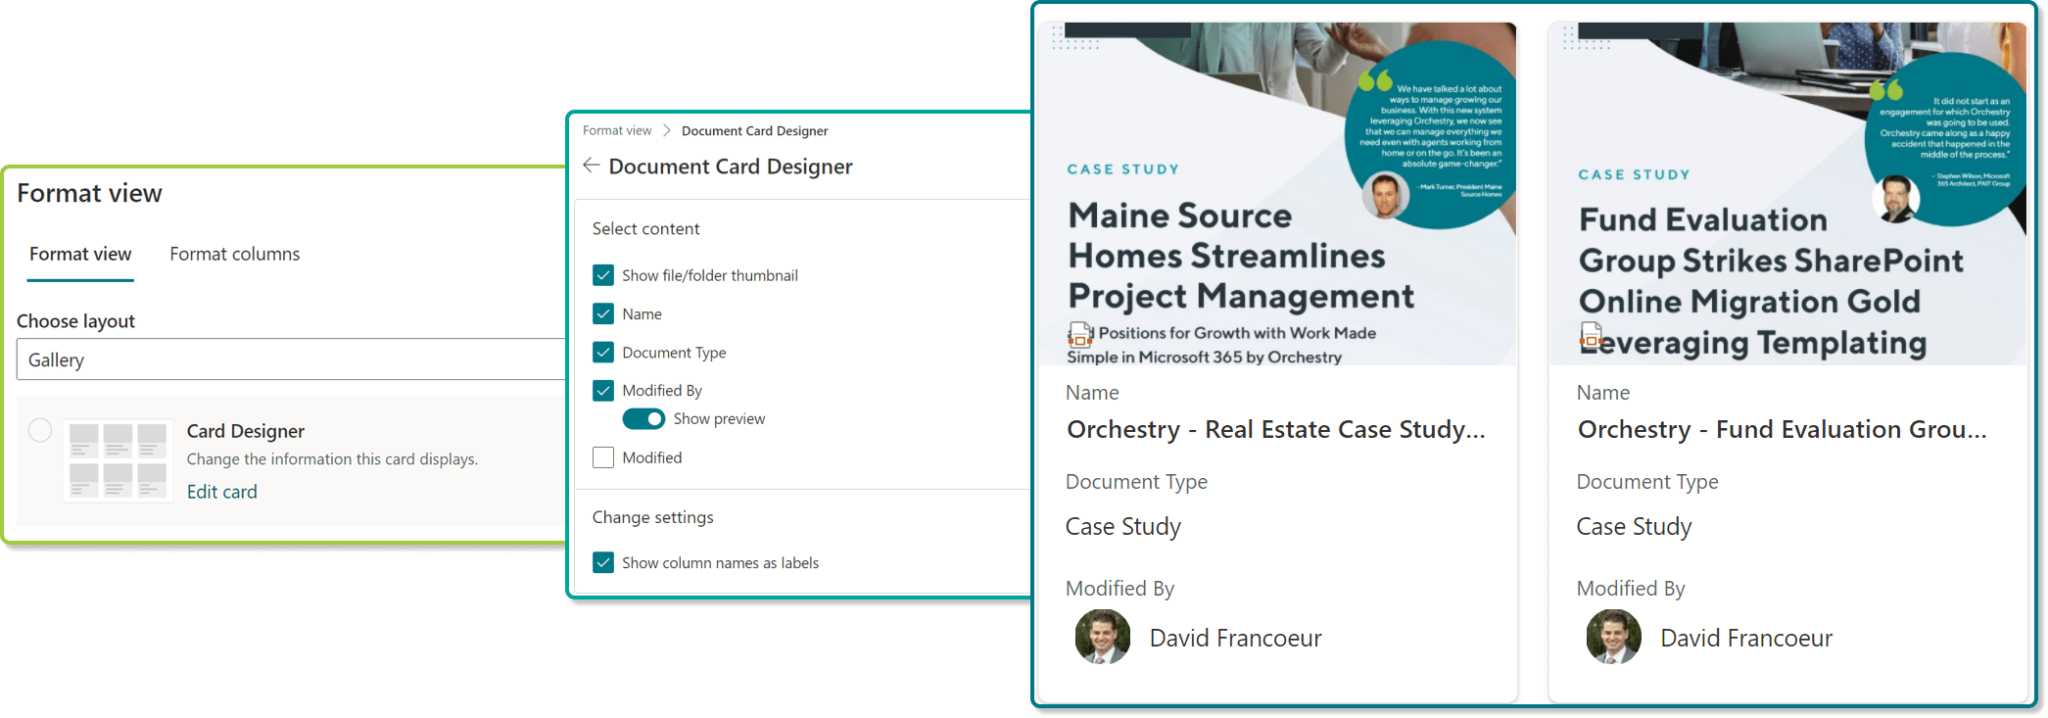 Format view
Format view
Format columns
Choose layout
Gallery
Card Designer
Change the information this card displays.
Edit card
Format view > Document Card Designer
Document Card Designer
Select content
Show file/folder thumbnail
Name
Document Type
Modified By
Show preview
Modified
Change settings
Show column names as labels
We have talked a lot about
ways to manage growing our
business. With this new system
leveraging Orchestry, we now see
that we can manage everything we
need even with agents working from
home or on the go. It's been an
absolute game-changer."
- Mark Turner, President Maine
Source Homes
CASE STUDY
Maine Source
Homes Streamlines
Project Management
Positions for Growth with Work Made
Simple in Microsoft 365 by Orchestry
Name
Orchestry - Real Estate Case Study...
Document Type
Case Study
Modified By
David Francoeur
It did not start as an
engagement for which Orchestry
was going to be used.
Orchestry came along as a happy
accident that happened in the
middle of the process."
- Stephen Wilson, Microsoft
365 Architect, PAIT Group
CASE STUDY
Fund Evaluation
Group Strikes SharePoint
Online Migration Gold
Leveraging Templating
Name
Orchestry - Fund Evaluation Grou...
Document Type
Case Study
Modified By
David Francoeur